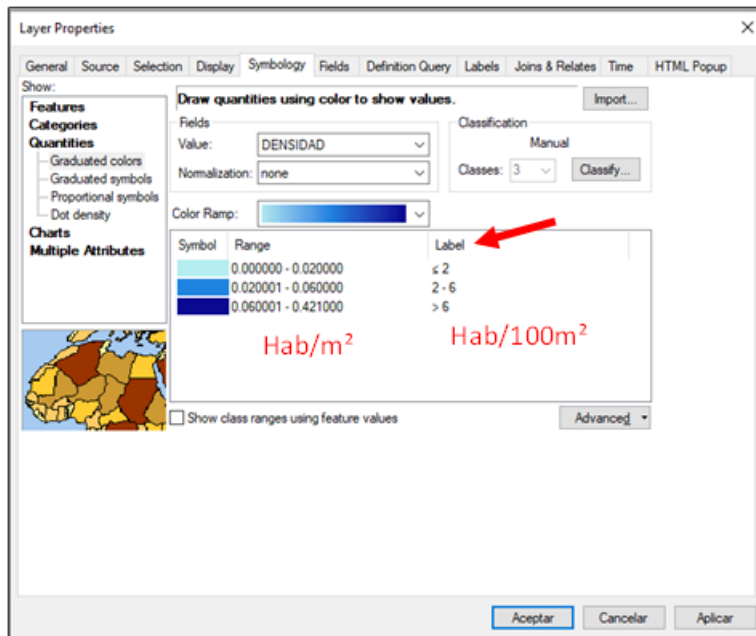 Layer Properties
General Source Selection Display Symbology Fields Definition Query Labels Joins & Relates Time HTML Popup
Show:
Features
Categories
Quantities
Graduated colors
Graduated symbols
Proportional symbols
Dot density
Charts
Multiple Attributes
Draw quantities using color to show values.
Import...
Fields
Value: DENSIDAD
Normalization: none
Classification
Manual
Classes: 3 Classify...
Color Ramp:
Symbol Range Label
0.000000 - 0.020000 ≤ 2
0.020001 - 0.060000 2 - 6
0.060001 - 0.421000 > 6
Hab/m² Hab/100m²
Show class ranges using feature values
Advanced
Aceptar Cancelar Aplicar